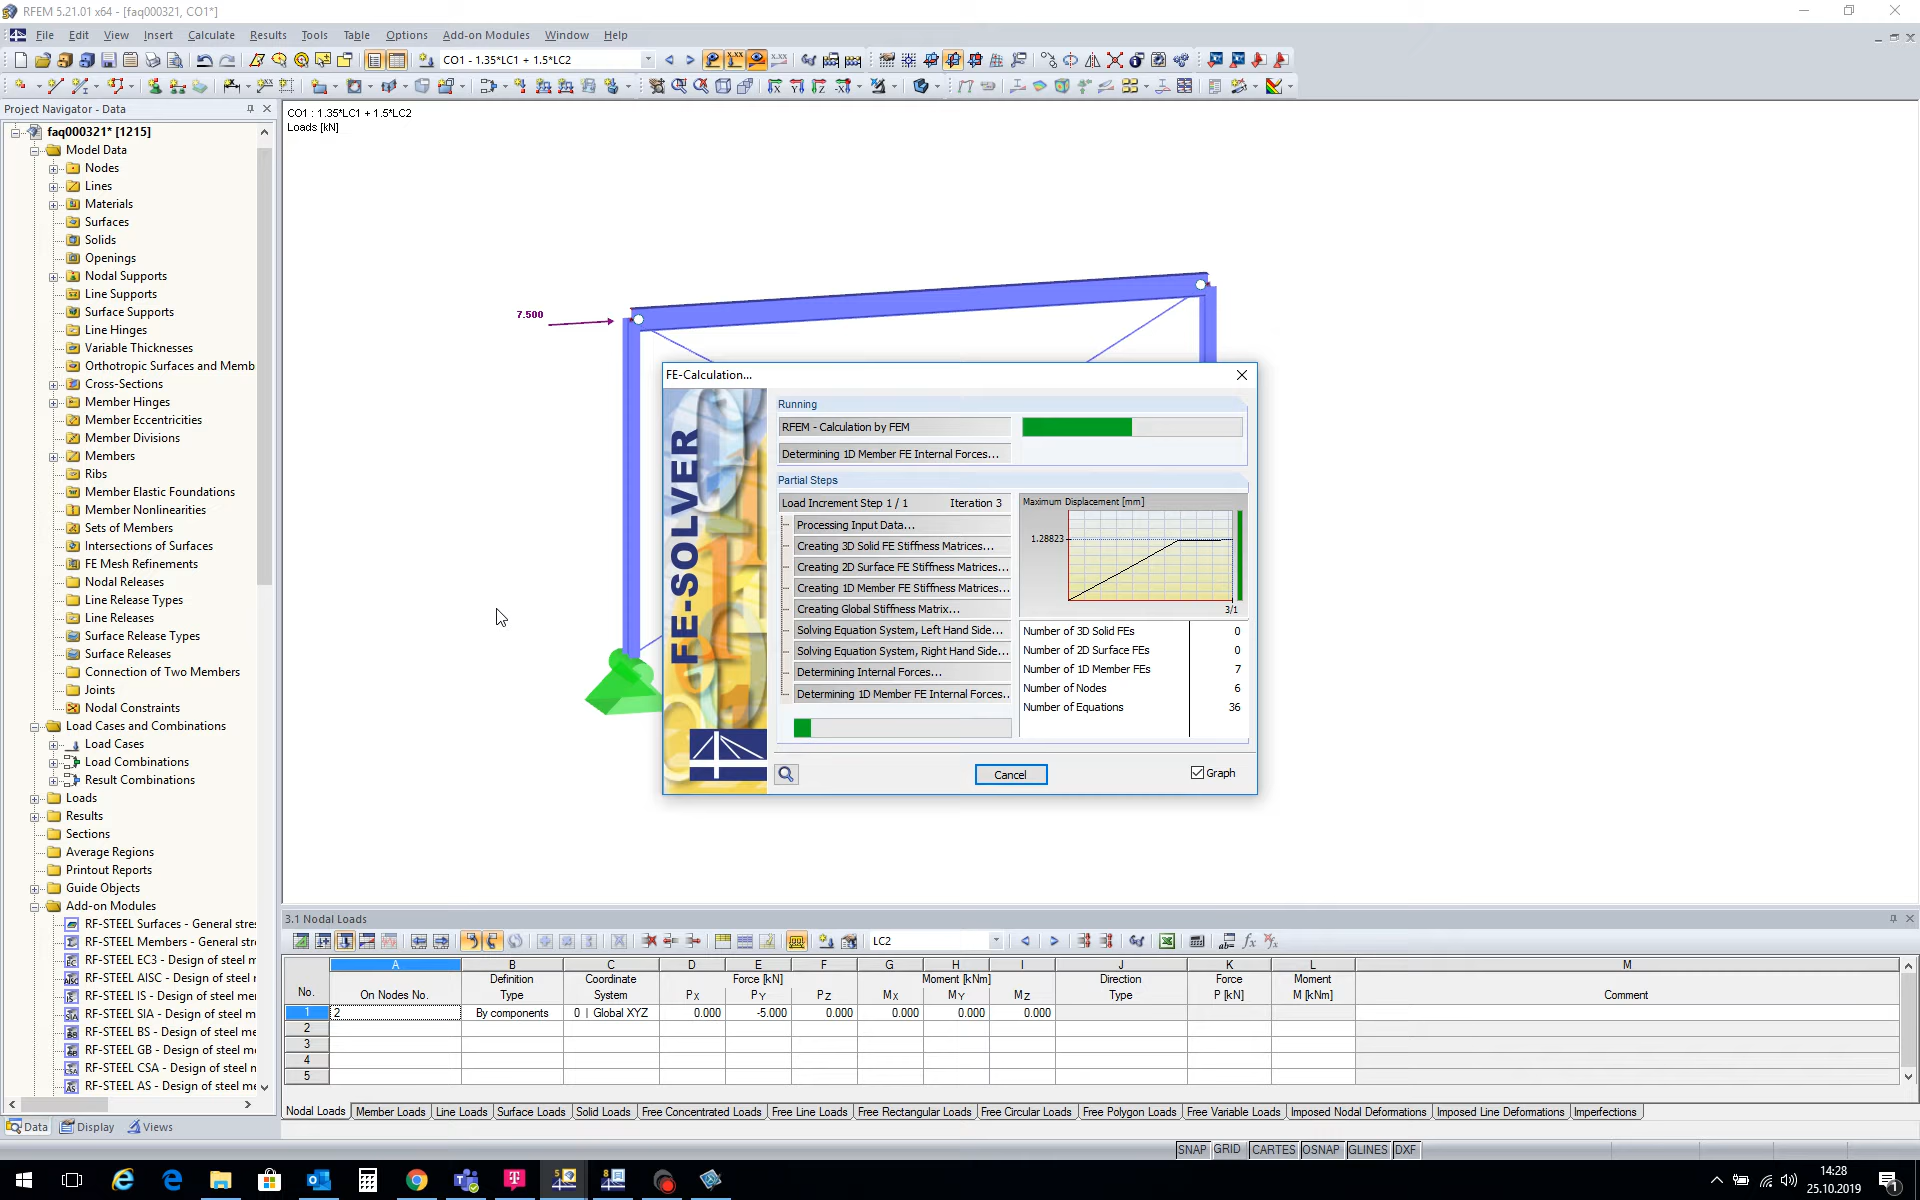 RFEM 5.21.01 x64 - [faq000321, CO1*]
File Edit View Insert Calculate Results Tools Table Options Add-on Modules Window Help
CO1 - 1.35*LC1 + 1.5*LC2
Project Navigator - Data
faq000321* [1215]
Model Data
Nodes
Lines
Materials
Surfaces
Solids
Openings
Nodal Supports
Line Supports
Surface Supports
Line Hinges
Variable Thicknesses
Orthotropic Surfaces and Memb
Cross-Sections
Member Hinges
Member Eccentricities
Member Divisions
Members
Ribs
Member Elastic Foundations
Member Nonlinearities
Sets of Members
Intersections of Surfaces
FE Mesh Refinements
Nodal Releases
Line Release Types
Line Releases
Surface Release Types
Surface Releases
Connection of Two Members
Joints
Nodal Constraints
Load Cases and Combinations
Load Cases
Load Combinations
Result Combinations
Loads
Results
Sections
Average Regions
Printout Reports
Guide Objects
Add-on Modules
RF-STEEL Surfaces - General stre
RF-STEEL Members - General str
RF-STEEL EC3 - Design of steel m
RF-STEEL AISC - Design of steel
RF-STEEL IS - Design of steel mer
RF-STEEL SIA - Design of steel m
RF-STEEL BS - Design of steel me
RF-STEEL GB - Design of steel me
RF-STEEL CSA - Design of steel n
RF-STEEL AS - Design of steel me
Data Display Views
CO1 : 1.35*LC1 + 1.5*LC2
Loads [kN]
7.500
FE-Calculation...
FE-SOLVER
Running
RFEM - Calculation by FEM
Determining 1D Member FE Internal Forces...
Partial Steps
Load Increment Step 1 / 1 Iteration 3
Processing Input Data...
Creating 3D Solid FE Stiffness Matrices...
Creating 2D Surface FE Stiffness Matrices...
Creating 1D Member FE Stiffness Matrices...
Creating Global Stiffness Matrix...
Solving Equation System, Left Hand Side...
Solving Equation System, Right Hand Side...
Determining Internal Forces...
Determining 1D Member FE Internal Forces..
Maximum Displacement [mm]
1.28823
3/1
Number of 3D Solid FEs 0
Number of 2D Surface FEs 0
Number of 1D Member FEs 7
Number of Nodes 6
Number of Equations 36
Cancel
Graph
3.1 Nodal Loads
LC2
A B C D E F G H I J K L M
No. On Nodes No. Definition Type Coordinate System Force [kN] PX PY PZ Moment [kNm] MX MY MZ Direction Type Force P [kN] Moment M [kNm] Comment
1 2 By components 0 | Global XYZ 0.000 -5.000 0.000 0.000 0.000 0.000
2
3
4
5
Nodal Loads Member Loads Line Loads Surface Loads Solid Loads Free Concentrated Loads Free Line Loads Free Rectangular Loads Free Circular Loads Free Polygon Loads Free Variable Loads Imposed Nodal Deformations Imposed Line Deformations Imperfections
SNAP GRID CARTES OSNAP GLINES DXF
14:28
25.10.2019